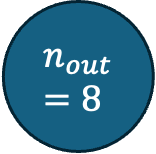 n_out
= 8